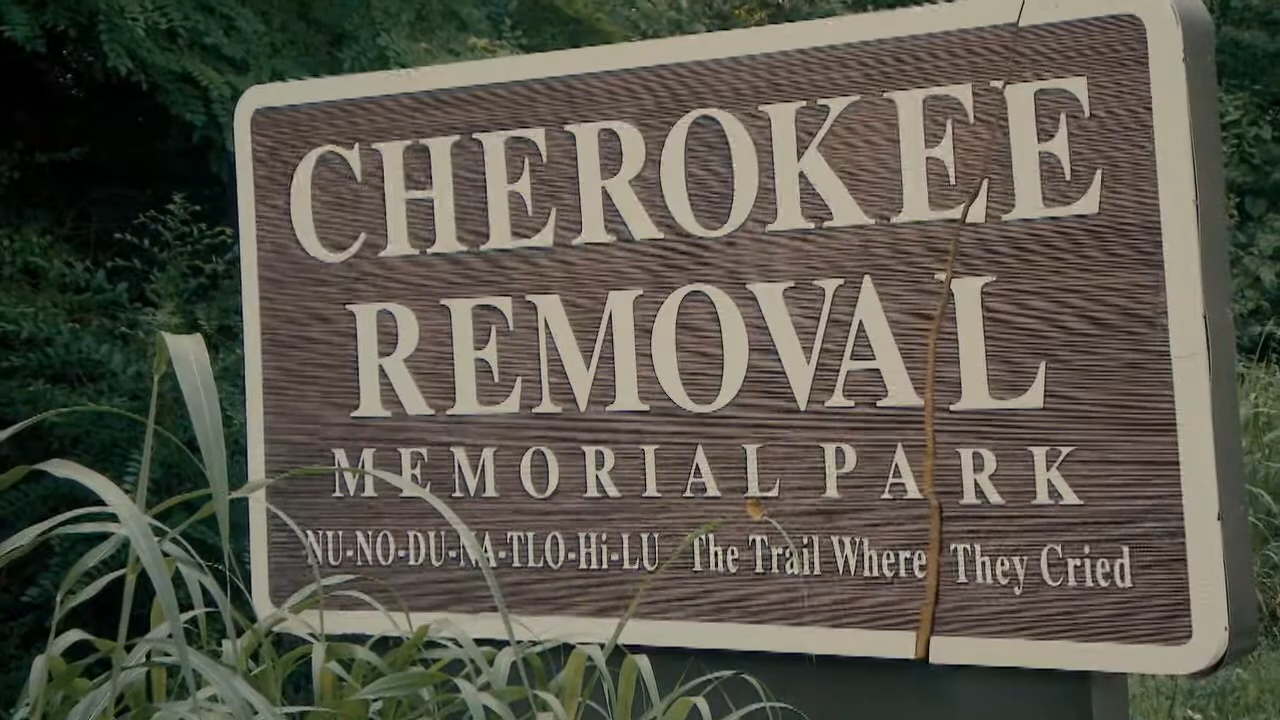 CHEROKEE
REMOVAL
MEMORIAL PARK
NU-NO-DU-NA-TLO-Hi-LU The Trail Where They Cried